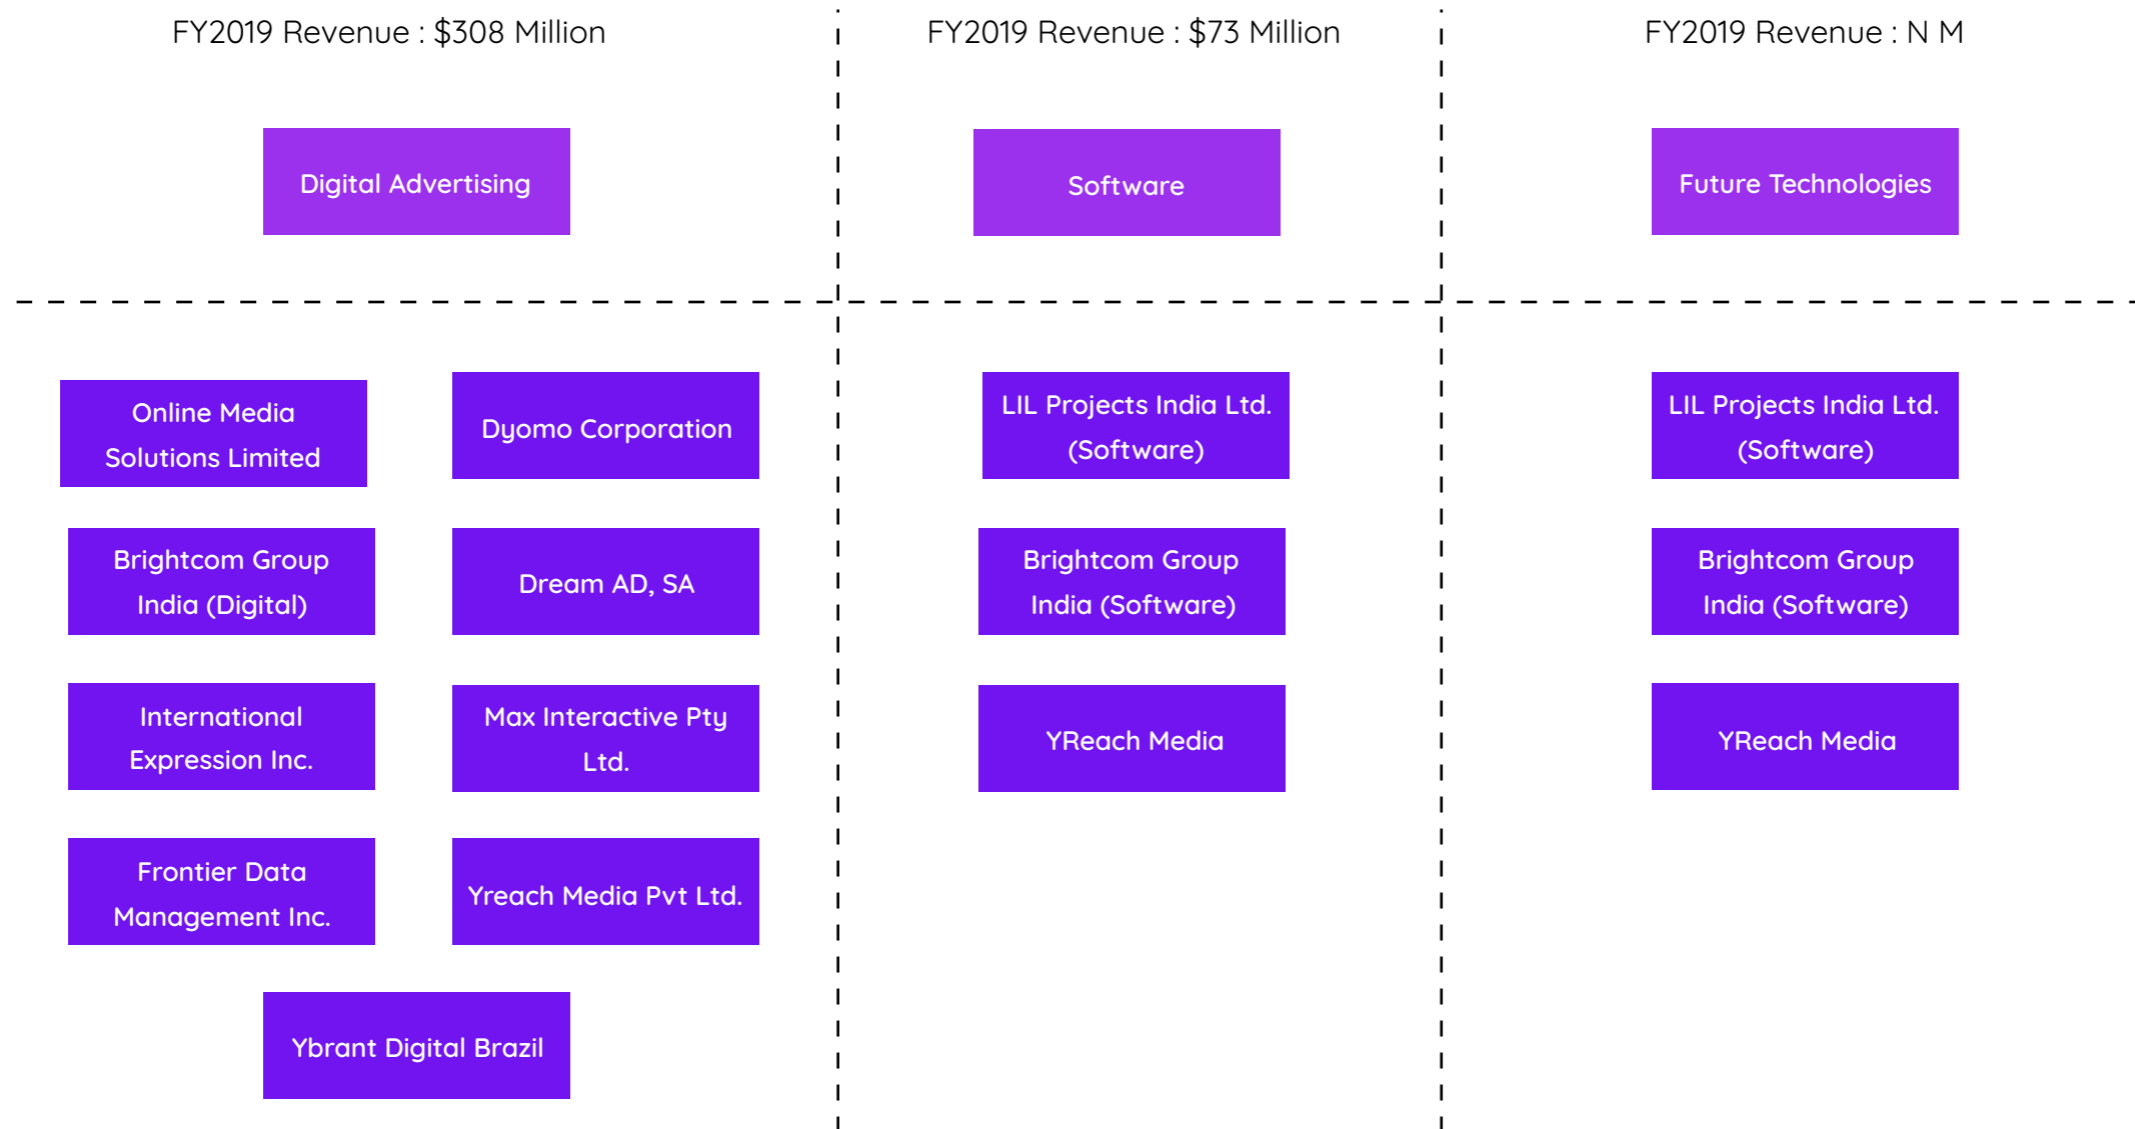 FY2019 Revenue : $308 Million
FY2019 Revenue : $73 Million
FY2019 Revenue : N M
Digital Advertising
Software
Future Technologies
Online Media
Solutions Limited
Dyomo Corporation
Brightcom Group
India (Digital)
Dream AD, SA
International
Expression Inc.
Max Interactive Pty
Ltd.
Frontier Data
Management Inc.
Yreach Media Pvt Ltd.
Ybrant Digital Brazil
LIL Projects India Ltd.
(Software)
Brightcom Group
India (Software)
YReach Media
LIL Projects India Ltd.
(Software)
Brightcom Group
India (Software)
YReach Media